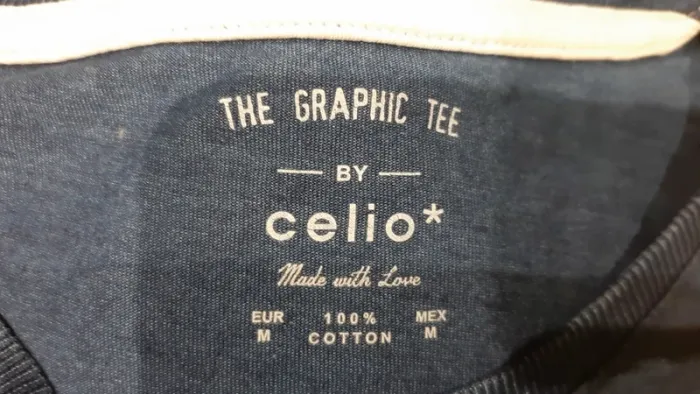 THE GRAPHIC TEE
BY
celio*
Made with Love
EUR 100% MEX
M COTTON M